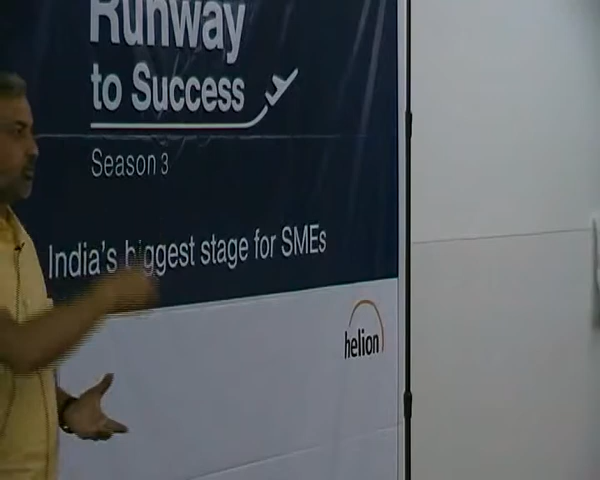 Runway
to Success
Season 3
India's biggest stage for SMEs
helion